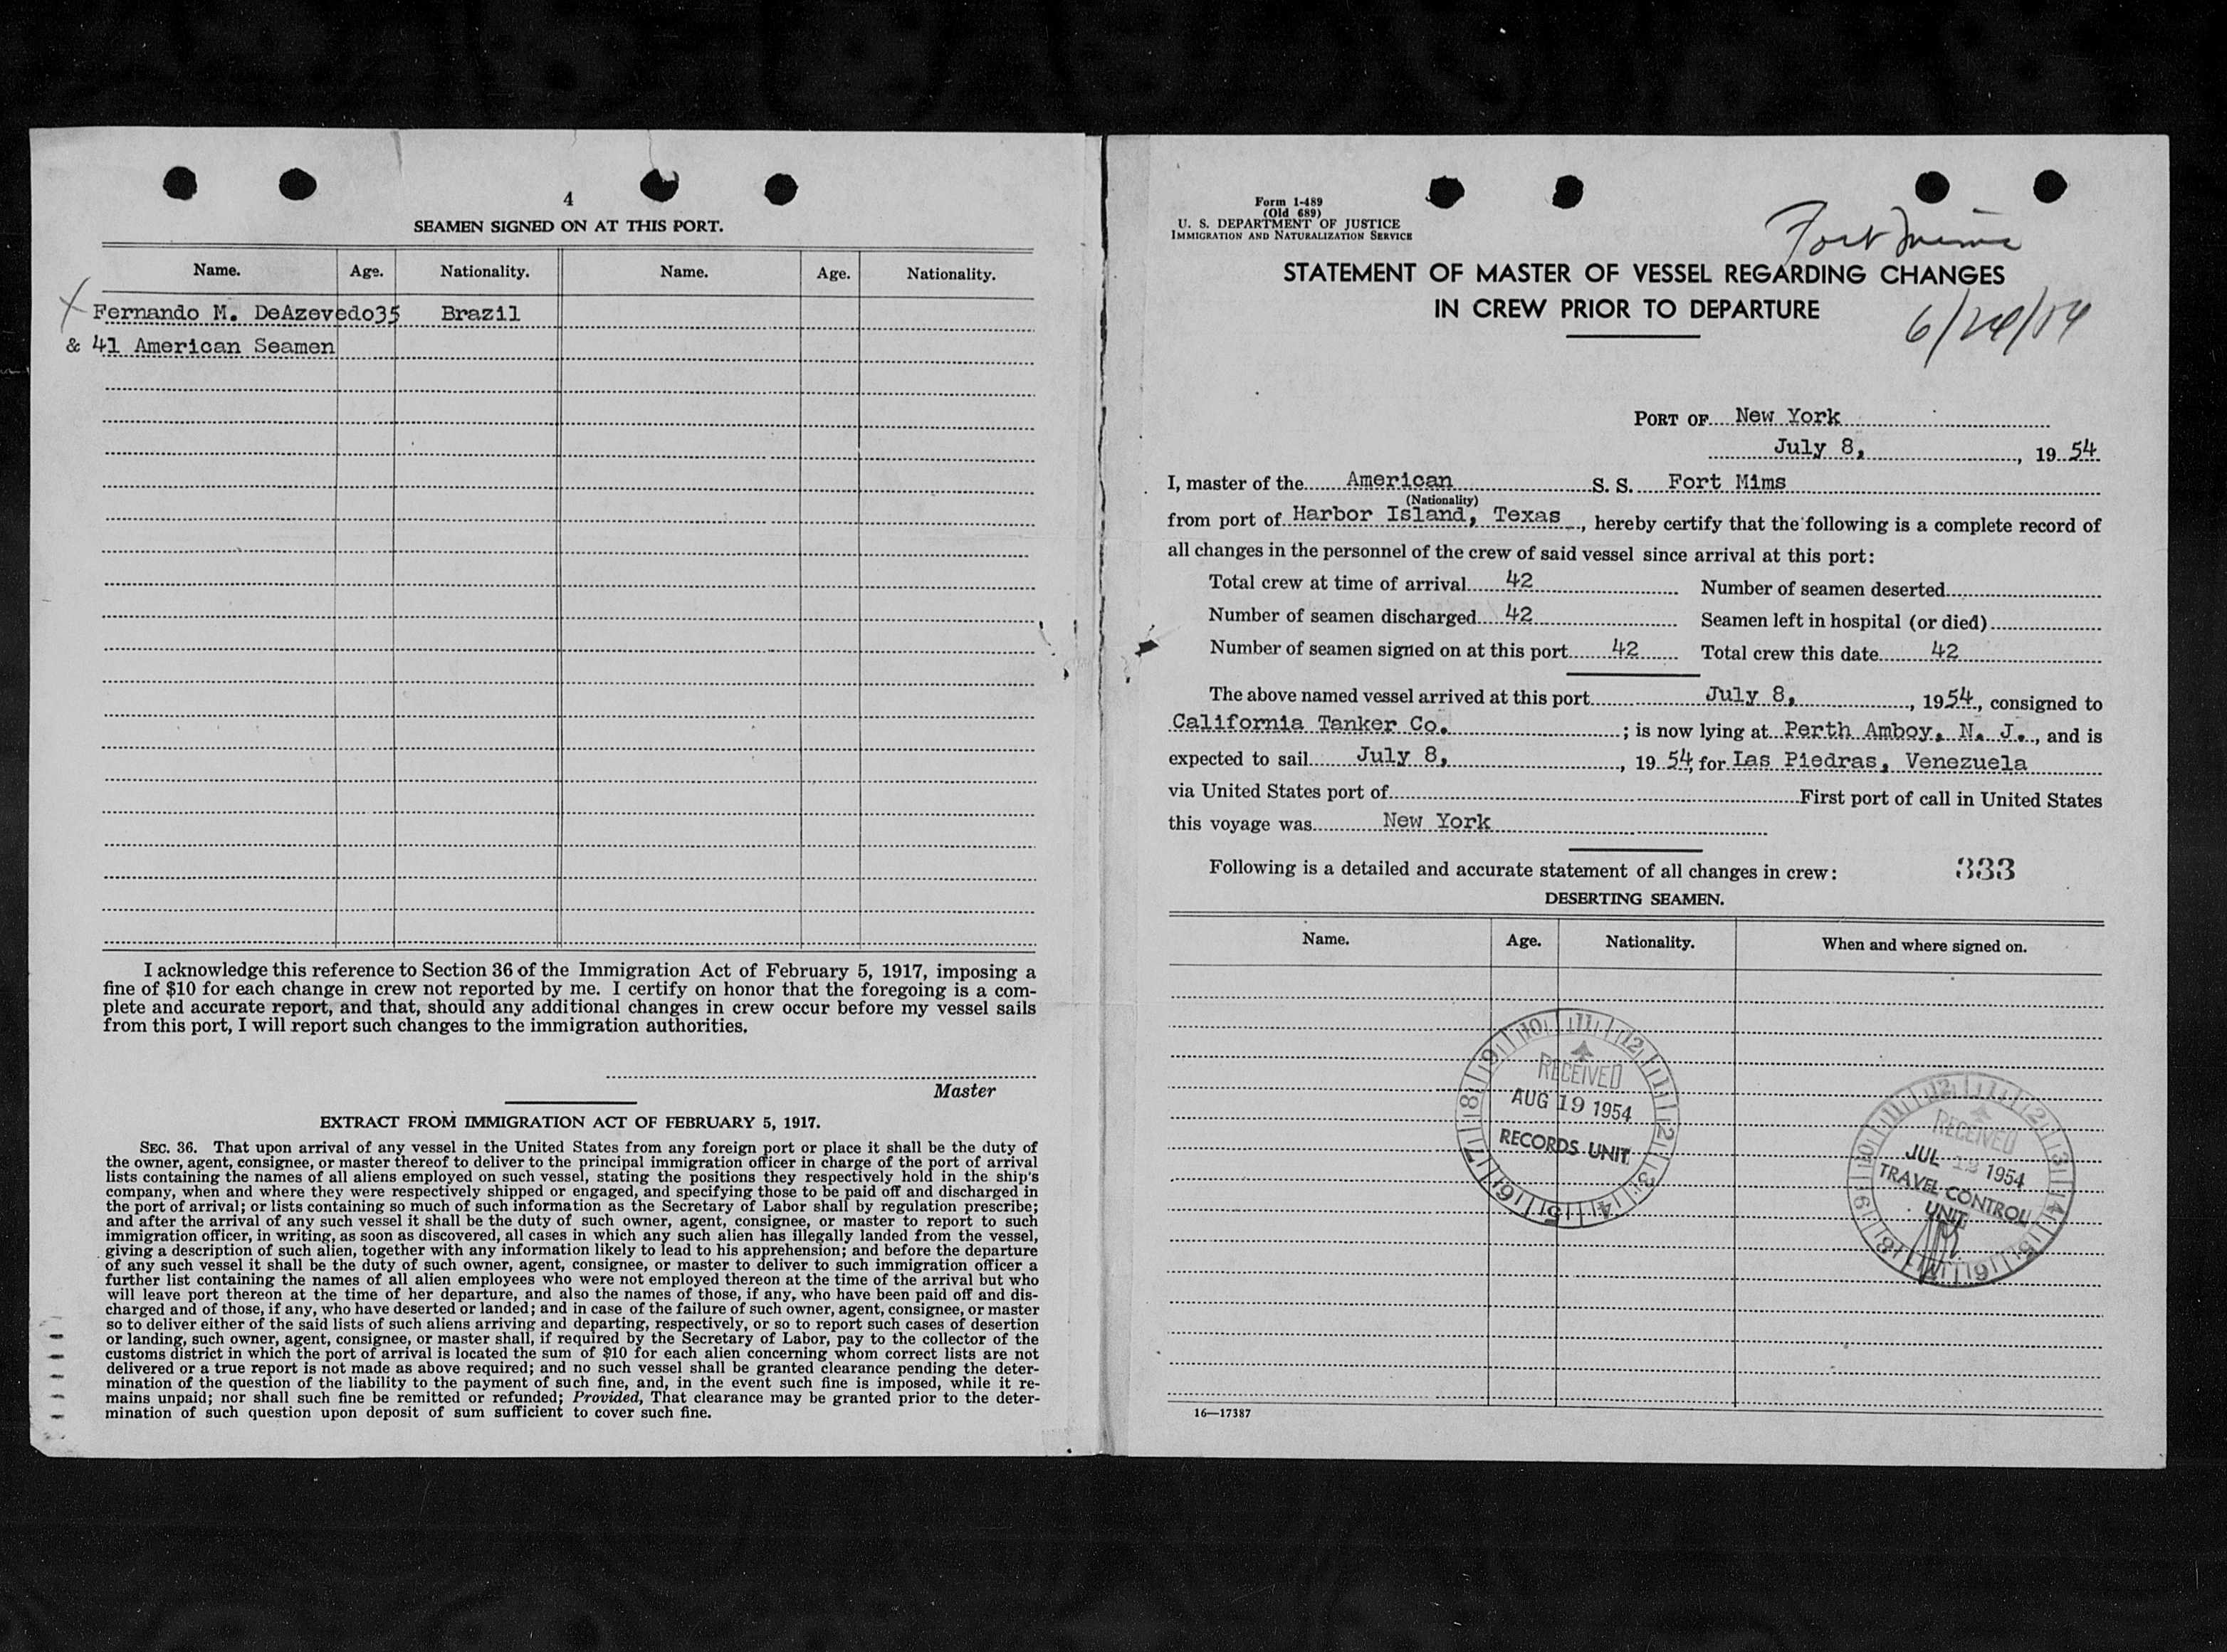 4
SEAMEN SIGNED ON AT THIS PORT.
Name. Age. Nationality. Name. Age. Nationality.
Fernando M. DeAzevedo 35 Brazil
& 41 American Seamen
I acknowledge this reference to Section 36 of the Immigration Act of February 5, 1917, imposing a
fine of $10 for each change in crew not reported by me. I certify on honor that the foregoing is a com-
plete and accurate report, and that, should any additional changes in crew occur before my vessel sails
from this port, I will report such changes to the immigration authorities.
Master
EXTRACT FROM IMMIGRATION ACT OF FEBRUARY 5, 1917.
SEC. 36. That upon arrival of any vessel in the United States from any foreign port or place it shall be the duty of
the owner, agent, consignee, or master thereof to deliver to the principal immigration officer in charge of the port of arrival
lists containing the names of all aliens employed on such vessel, stating the positions they respectively hold in the ship's
company, when and where they were respectively shipped or engaged, and specifying those to be paid off and discharged in
the port of arrival; or lists containing so much of such information as the Secretary of Labor shall by regulation prescribe;
and after the arrival of any such vessel it shall be the duty of such owner, agent, consignee, or master to report to such
immigration officer, in writing, as soon as discovered, all cases in which any such alien has illegally landed from the vessel,
giving a description of such alien, together with any information likely to lead to his apprehension; and before the departure
of any such vessel it shall be the duty of such owner, agent, consignee, or master to deliver to such immigration officer a
further list containing the names of all alien employees who were not employed thereon at the time of the arrival but who
will leave port thereon at the time of her departure, and also the names of those, if any, who have been paid off and dis-
charged and of those, if any, who have deserted or landed; and in case of the failure of such owner, agent, consignee, or master
so to deliver either of the said lists of such aliens arriving and departing, respectively, or so to report such cases of desertion
or landing, such owner, agent, consignee, or master shall, if required by the Secretary of Labor, pay to the collector of the
customs district in which the port of arrival is located the sum of $10 for each alien concerning whom correct lists are not
delivered or a true report is not made as above required; and no such vessel shall be granted clearance pending the deter-
mination of the question of the liability to the payment of such fine, and, in the event such fine is imposed, while it re-
mains unpaid; nor shall such fine be remitted or refunded; Provided, That clearance may be granted prior to the deter-
mination of such question upon deposit of sum sufficient to cover such fine.
Form I-489
(Old 689)
U. S. DEPARTMENT OF JUSTICE
IMMIGRATION AND NATURALIZATION SERVICE
Fort Mims
STATEMENT OF MASTER OF VESSEL REGARDING CHANGES
IN CREW PRIOR TO DEPARTURE
PORT OF New York
July 8, , 19 54
I, master of the American S. S. Fort Mims
(Nationality)
from port of Harbor Island, Texas , hereby certify that the following is a complete record of
all changes in the personnel of the crew of said vessel since arrival at this port:
Total crew at time of arrival 42 Number of seamen deserted
Number of seamen discharged 42 Seamen left in hospital (or died)
Number of seamen signed on at this port 42 Total crew this date 42
The above named vessel arrived at this port July 8, , 1954, consigned to
California Tanker Co. ; is now lying at Perth Amboy, N. J., and is
expected to sail July 8, , 19 54, for Las Piedras, Venezuela
via United States port of First port of call in United States
this voyage was New York
Following is a detailed and accurate statement of all changes in crew: 333
DESERTING SEAMEN.
Name. Age. Nationality. When and where signed on.
RECEIVED
AUG 19 1954
RECORDS UNIT
RECEIVED
JUL 1954
TRAVEL CONTROL
UNIT
16—17387